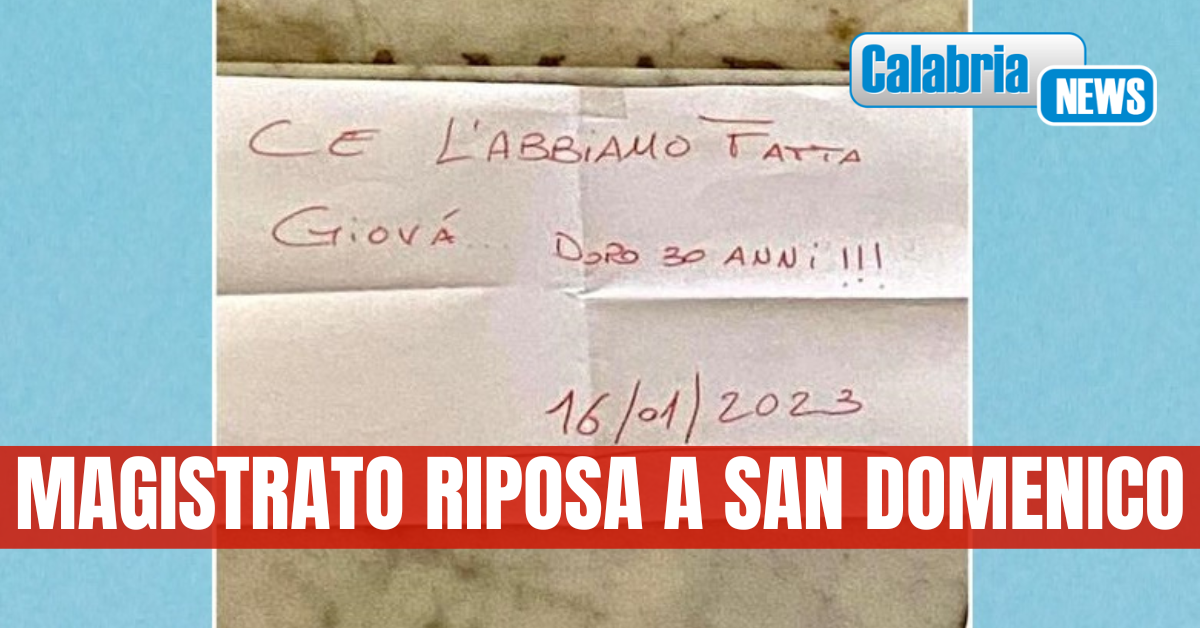 Calabria
NEWS
CE L'ABBIAMO FATTA
GIOVÁ.. DOPO 30 ANNI!!!
16/01/2023
MAGISTRATO RIPOSA A SAN DOMENICO